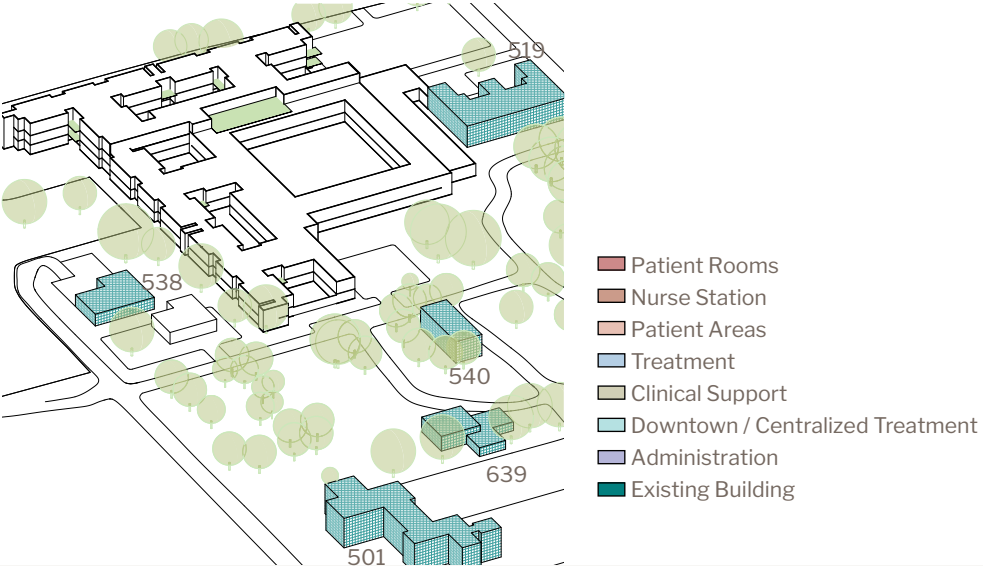 519
538
540
639
501
Patient Rooms
Nurse Station
Patient Areas
Treatment
Clinical Support
Downtown / Centralized Treatment
Administration
Existing Building